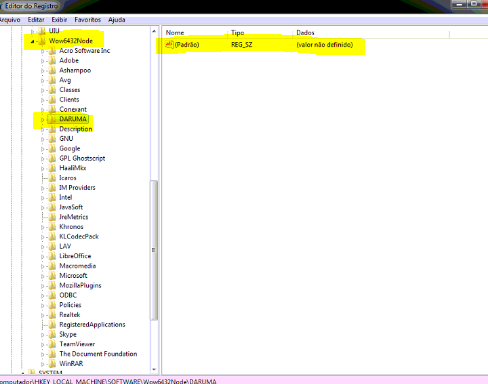 Editor do Registro
Arquivo Editar Exibir Favoritos Ajuda
UIU
Wow6432Node
Acro Software Inc
Adobe
Ashampoo
Avg
Classes
Clients
Conexant
DARUMA
Description
GNU
Google
GPL Ghostscript
HaaliMkx
Icaros
IM Providers
Intel
JavaSoft
JreMetrics
Khronos
KLCodecPack
LAV
LibreOffice
Macromedia
Microsoft
MozillaPlugins
ODBC
Policies
Realtek
RegisteredApplications
Skype
TeamViewer
The Document Foundation
WinRAR
SYSTEM
Nome Tipo Dados
(Padrão) REG_SZ (valor não definido)
omputador\HKEY_LOCAL_MACHINE\SOFTWARE\Wow6432Node\DARUMA